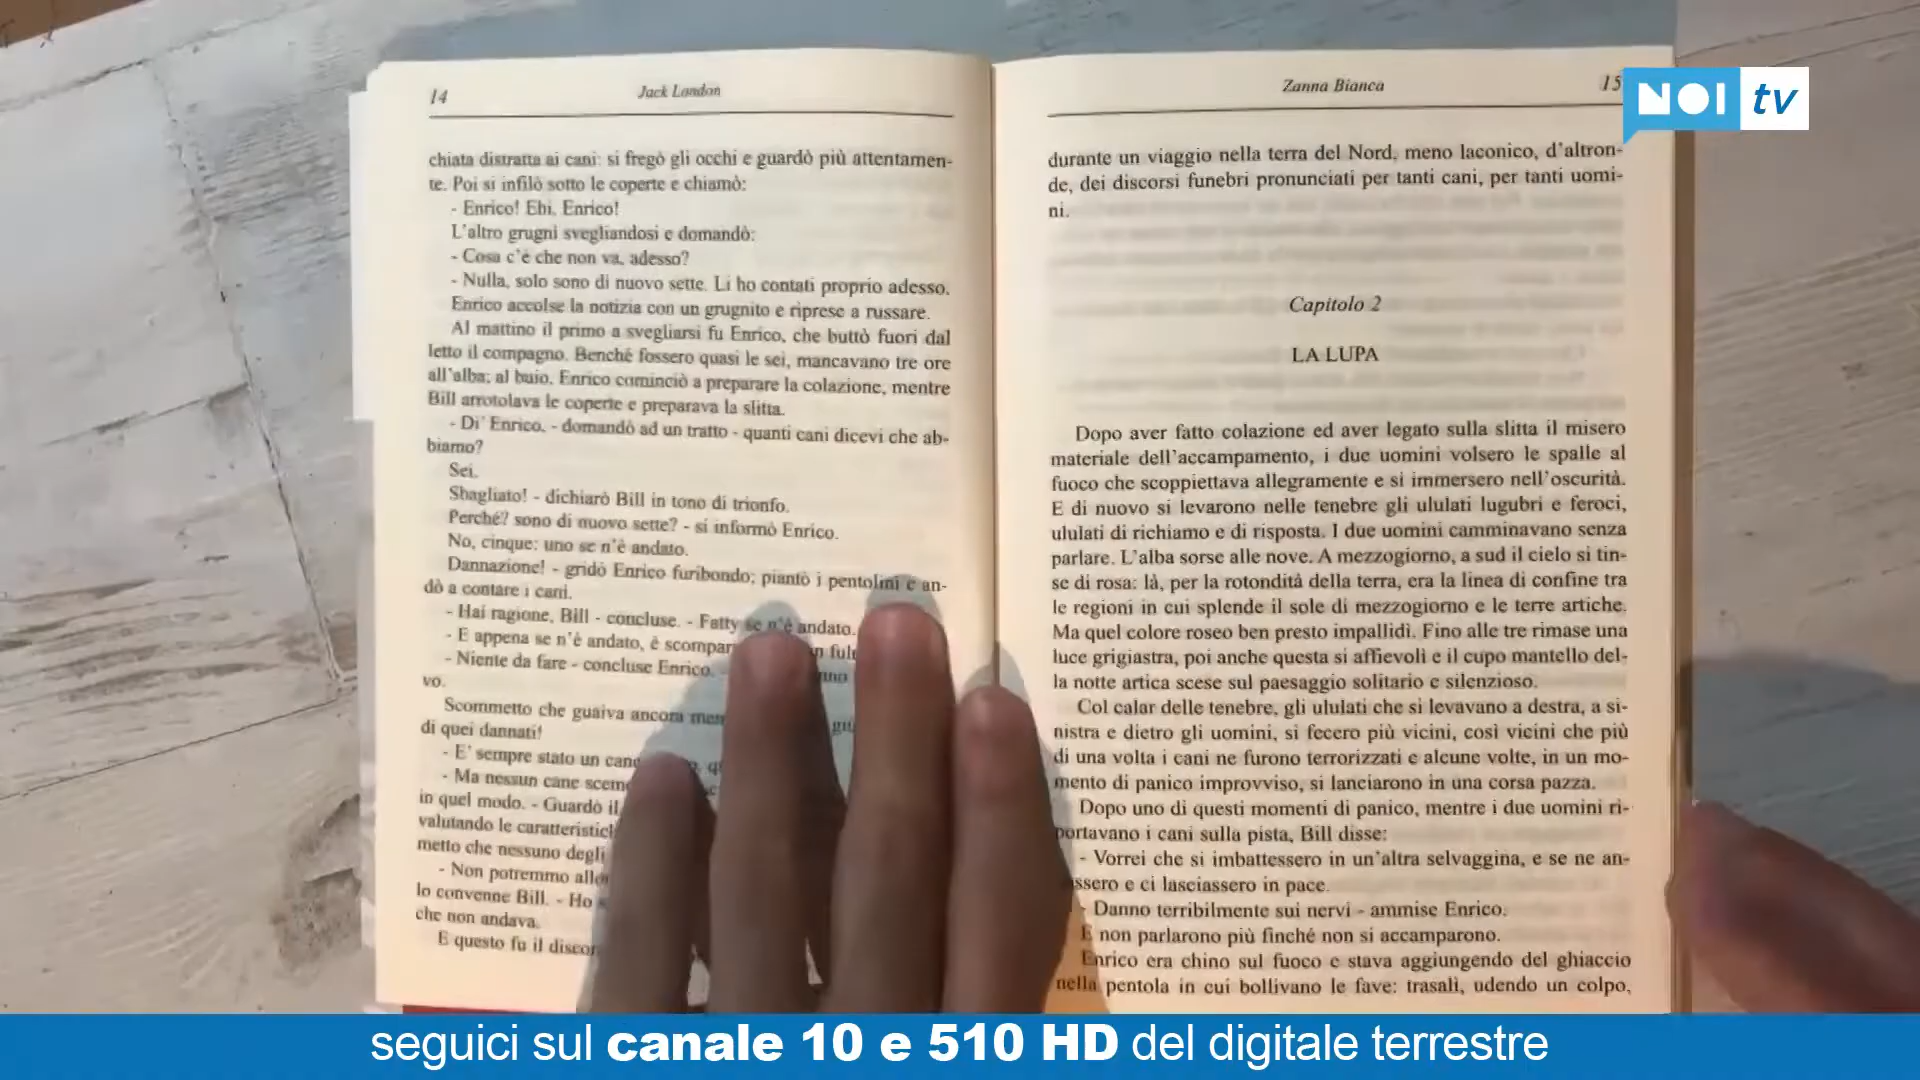 14
Jack London
chiata distratta ai cani: si fregò gli occhi e guardò più attentamen-
te. Poi si infilò sotto le coperte e chiamò:
- Enrico! Ehi, Enrico!
L'altro grugnì svegliandosi e domandò:
- Cosa c'è che non va, adesso?
- Nulla, solo sono di nuovo sette. Li ho contati proprio adesso.
Enrico accolse la notizia con un grugnito e riprese a russare.
Al mattino il primo a svegliarsi fu Enrico, che buttò fuori dal
letto il compagno. Benché fossero quasi le sei, mancavano tre ore
all'alba; al buio, Enrico cominciò a preparare la colazione, mentre
Bill arrotolava le coperte e preparava la slitta.
- Di' Enrico, - domandò ad un tratto - quanti cani dicevi che ab-
biamo?
Sei.
Sbagliato! - dichiarò Bill in tono di trionfo.
Perché? sono di nuovo sette? - si informò Enrico.
No, cinque; uno se n'è andato.
Dannazione! - gridò Enrico furibondo; piantò i pentolini e an-
dò a contare i cani.
- Hai ragione, Bill - concluse. - Fatty se n'è andato.
- E appena se n'è andato, è scompar
- Niente da fare - concluse Enrico.
vo.
Scommetto che guaiva ancora
di quei dannati!
- E' sempre stato un cane
- Ma nessun cane scemo
in quel modo. - Guardò il
valutando le
metto che nessuno degli
- Non potremmo
lo convenne Bill. - Ho
che non andava.
E questo fu il
Zanna Bianca
15
durante un viaggio nella terra del Nord, meno laconico, d'altron-
de, dei discorsi funebri pronunciati per tanti cani, per tanti uomi-
ni.
Capitolo 2
LA LUPA
Dopo aver fatto colazione ed aver legato sulla slitta il misero
materiale dell'accampamento, i due uomini volsero le spalle al
fuoco che scoppiettava allegramente e si immersero nell'oscurità.
E di nuovo si levarono nelle tenebre gli ululati lugubri e feroci,
ululati di richiamo e di risposta. I due uomini camminavano senza
parlare. L'alba sorse alle nove. A mezzogiorno, a sud il cielo si tin-
se di rosa: là, per la rotondità della terra, era la linea di confine tra
le regioni in cui splende il sole di mezzogiorno e le terre artiche.
Ma quel colore roseo ben presto impallidì. Fino alle tre rimase una
luce grigiastra, poi anche questa si affievolì e il cupo mantello del-
la notte artica scese sul paesaggio solitario e silenzioso.
Col calar delle tenebre, gli ululati che si levavano a destra, a si-
nistra e dietro gli uomini, si fecero più vicini, così vicini che più
di una volta i cani ne furono terrorizzati e alcune volte, in un mo-
mento di panico improvviso, si lanciarono in una corsa pazza.
Dopo uno di questi momenti di panico, mentre i due uomini ri-
portavano i cani sulla pista, Bill disse:
- Vorrei che si imbattessero in un'altra selvaggina, e se ne an-
ssero e ci lasciassero in pace.
- Danno terribilmente sui nervi - ammise Enrico.
E non parlarono più finché non si accamparono.
Enrico era chino sul fuoco e stava aggiungendo del ghiaccio
nella pentola in cui bollivano le fave: trasalì, udendo un colpo,
NOI tv
seguici sul canale 10 e 510 HD del digitale terrestre